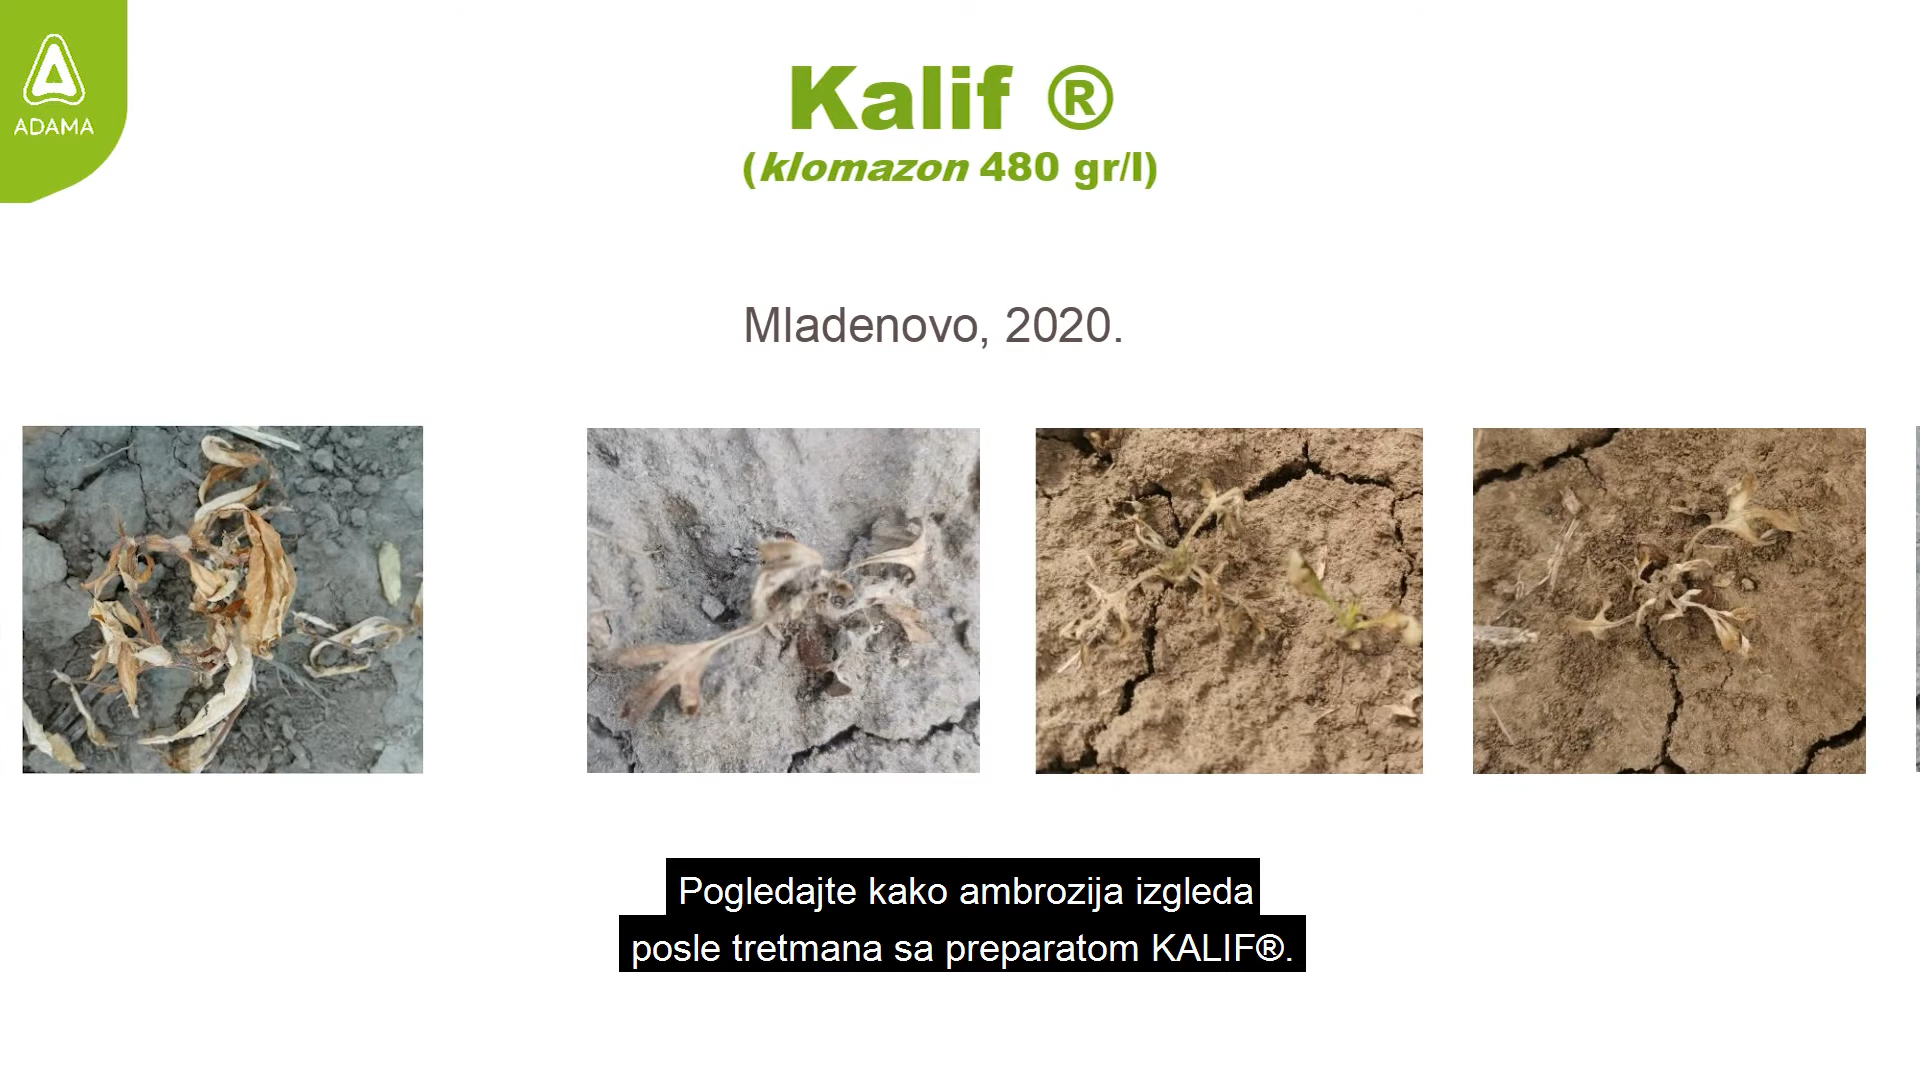 ADAMA
Kalif ®
(klomazon 480 gr/l)
Mladenovo, 2020.
Pogledajte kako ambrozija izgleda
posle tretmana sa preparatom KALIF®.